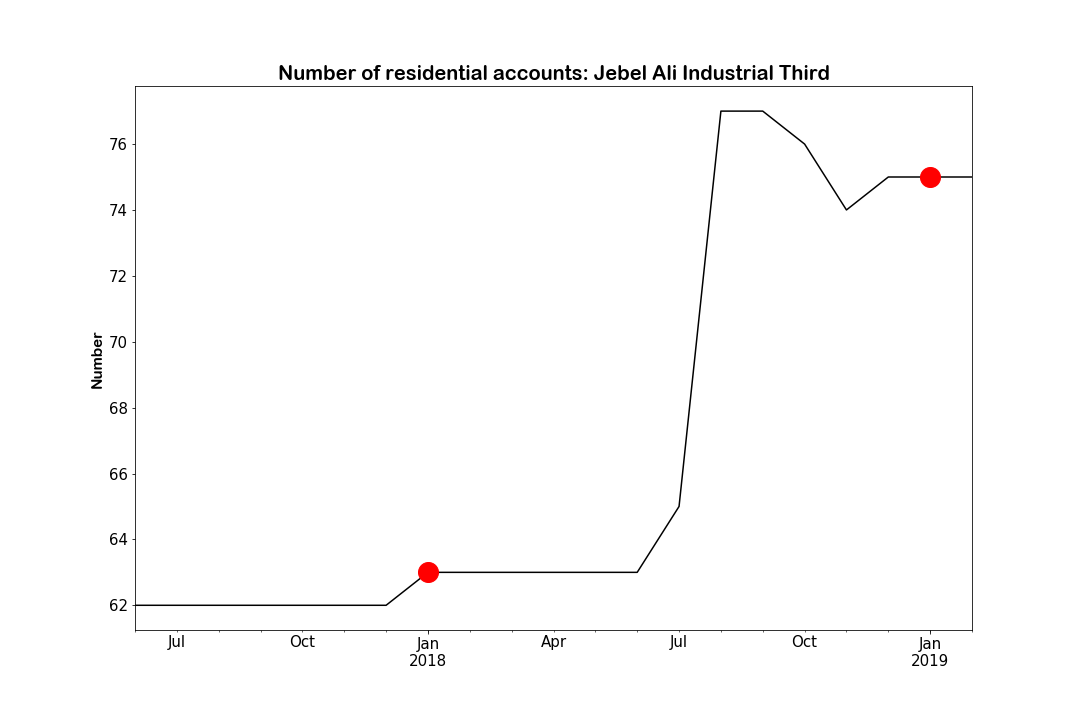 Number of residential accounts: Jebel Ali Industrial Third
Number
76
74
72
70
68
66
64
62
Jul
Oct
Jan
2018
Apr
Jul
Oct
Jan
2019